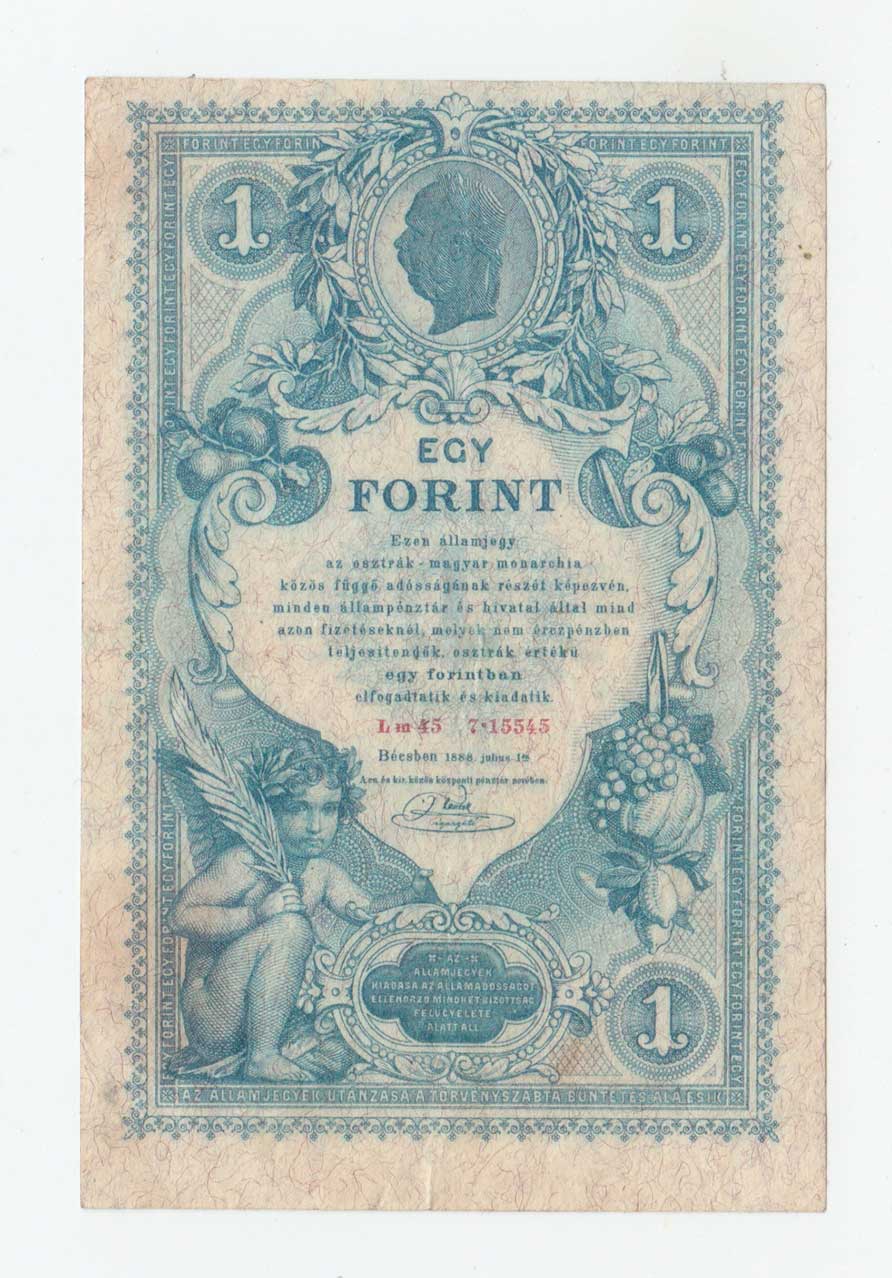 FORINT EGY FORIN
FORINT EGY FORINT
1
1
EGY
FORINT
Ezen államjegy
az osztrák-magyar monarchia
közös függő adósságának részét képezvén,
minden állampénztár és hivatal által mind
azon fizetéseknél, melyek nem érczpénzben
teljesitendők, osztrák értékü
egy forintban
elfogadtatik és kiadatik.
Lm 45 7·15545
Bécsben 1888. julius 1én
A cs. és kir. közös központi pénztár nevében:
AZ
ÁLLAMJEGYEK
KIADÁSA AZ ÁLLAMADÓSSÁGOT
ELLENŐRZŐ MINDKÉT BIZOTTSÁG
FELÜGYELETE
ALATT ÁLL
1
AZ ÁLLAMJEGYEK UTÁNZÁSA A TÖRVÉNYSZABTA BÜNTETÉS ALÁ ESIK